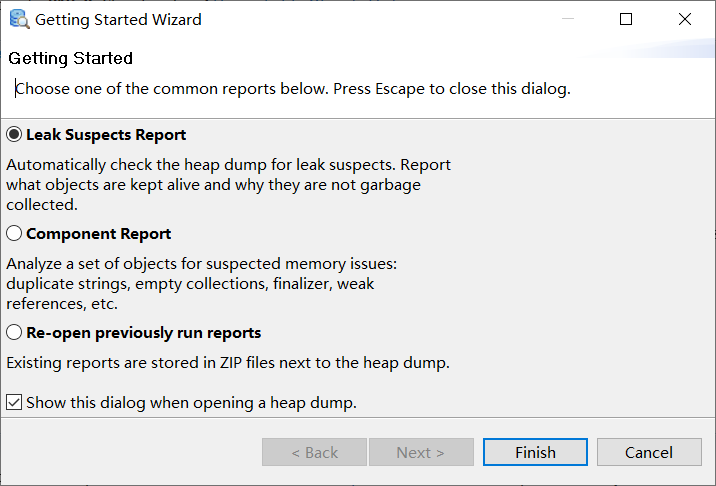 Getting Started Wizard
Getting Started
Choose one of the common reports below. Press Escape to close this dialog.
Leak Suspects Report
Automatically check the heap dump for leak suspects. Report
what objects are kept alive and why they are not garbage
collected.
Component Report
Analyze a set of objects for suspected memory issues:
duplicate strings, empty collections, finalizer, weak
references, etc.
Re-open previously run reports
Existing reports are stored in ZIP files next to the heap dump.
Show this dialog when opening a heap dump.
< Back Next > Finish Cancel